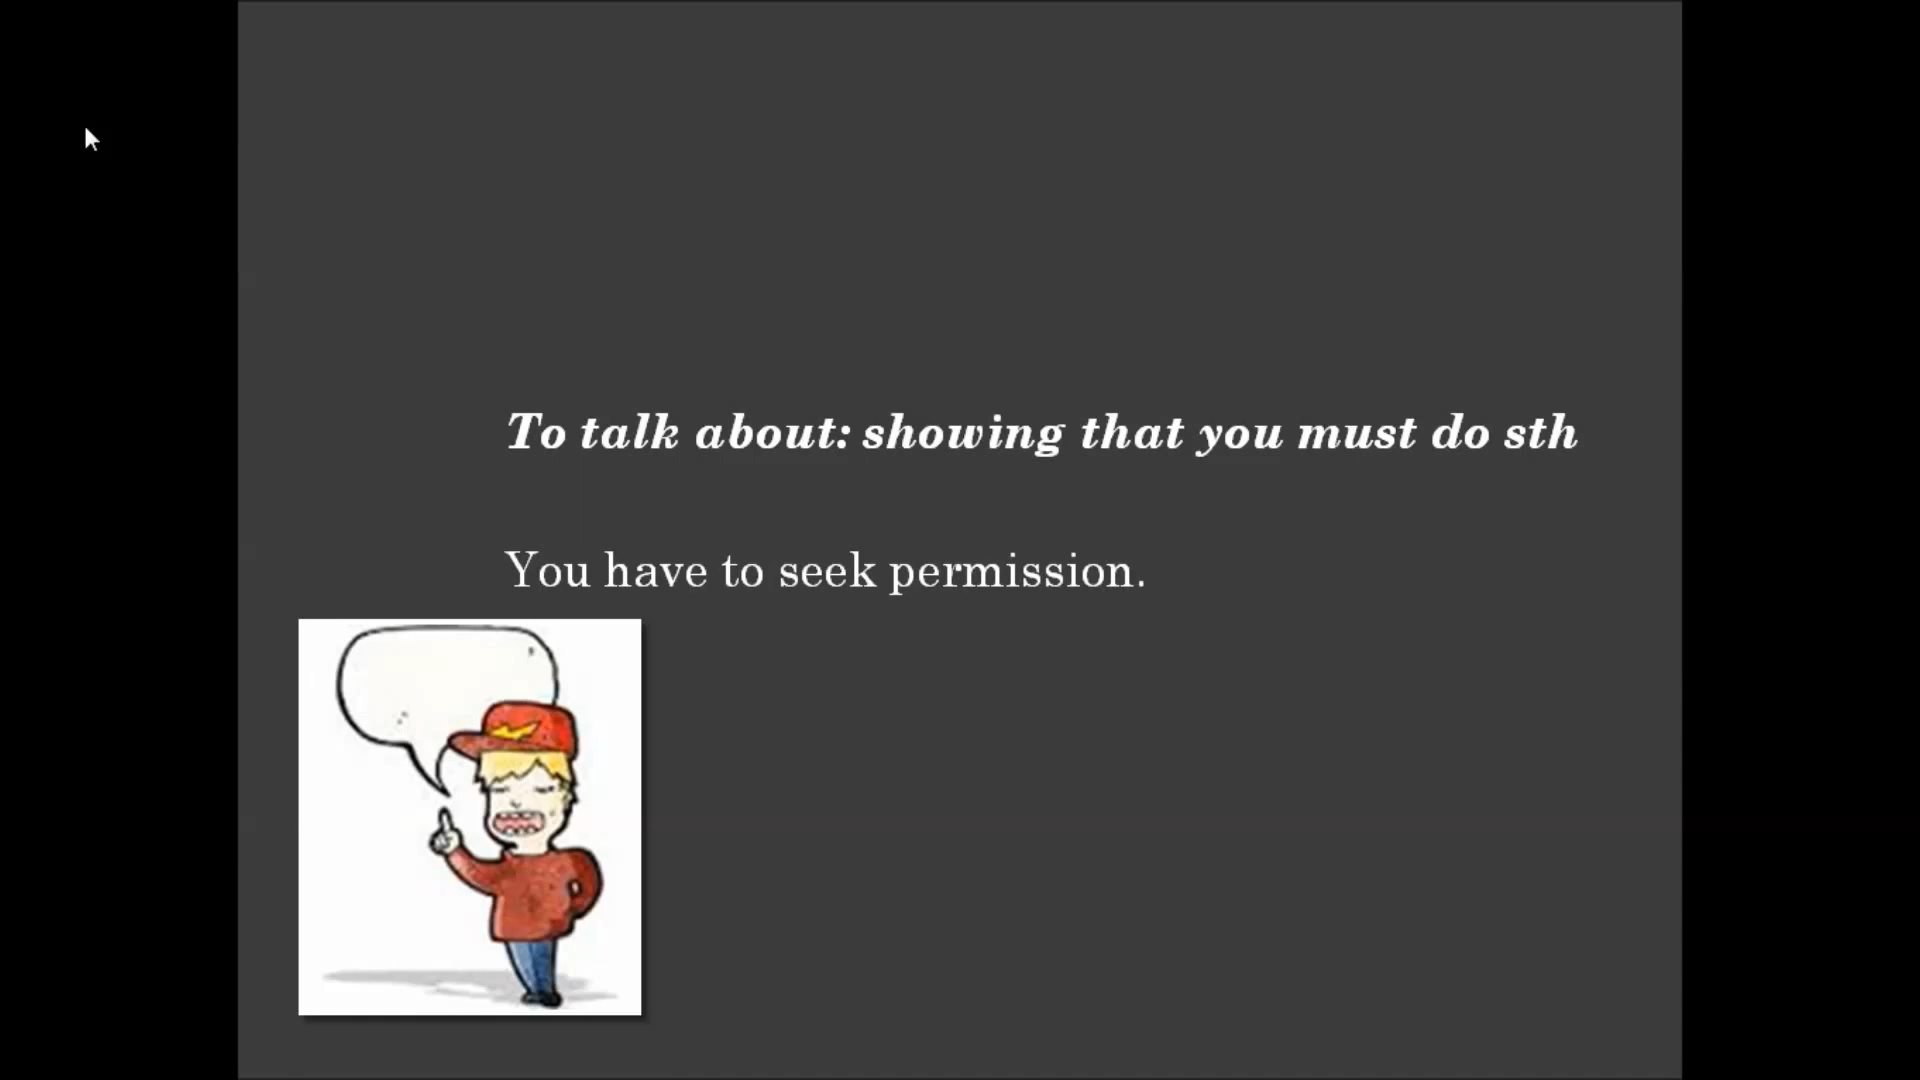 To talk about: showing that you must do sth
You have to seek permission.